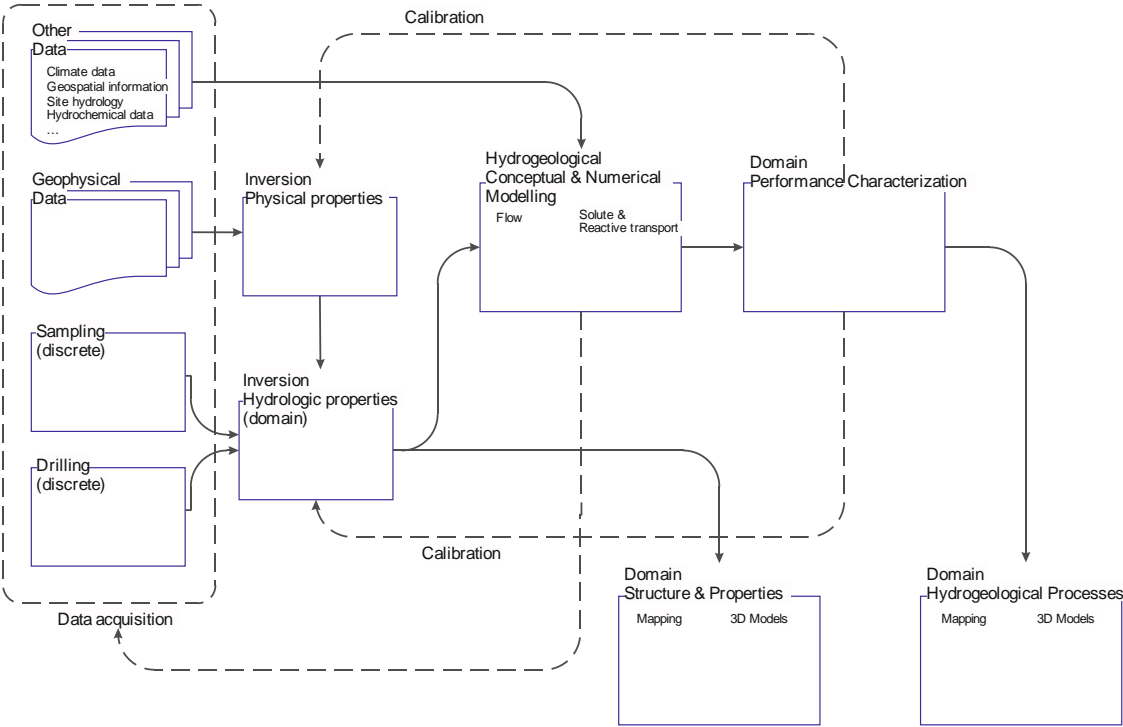 Calibration
Other
Data
Climate data
Geospatial information
Site hydrology
Hydrochemical data
...
Geophysical
Data
Inversion
Physical properties
Hydrogeological
Conceptual & Numerical
Modelling
Flow
Solute &
Reactive transport
Domain
Performance Characterization
Sampling
(discrete)
Inversion
Hydrologic properties
(domain)
Drilling
(discrete)
Calibration
Data acquisition
Domain
Structure & Properties
Mapping
3D Models
Domain
Hydrogeological Processes
Mapping
3D Models